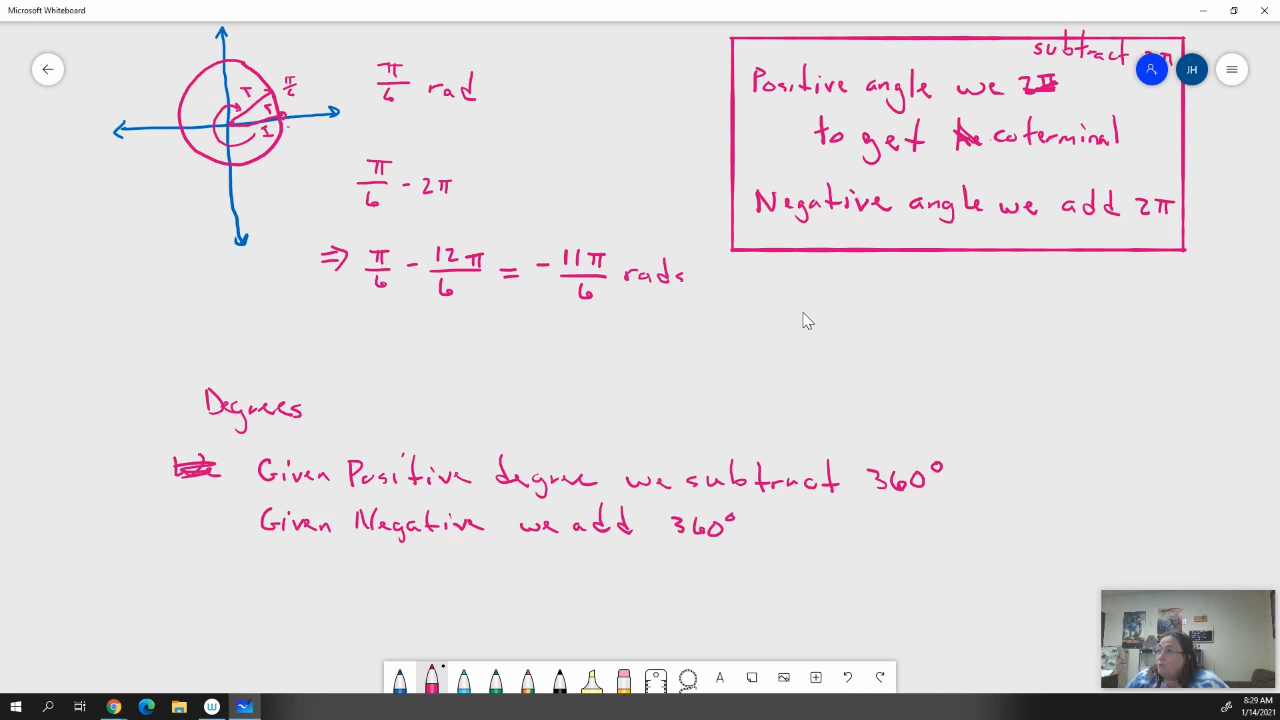 Microsoft Whiteboard
π/6
π/6 rad
π/6 - 2π
⇒ π/6 - 12π/6 = - 11π/6 rads
subtract 2π
JH
Positive angle we
to get coterminal
Negative angle we add 2π
Degrees
Given Positive degree we subtract 360°
Given Negative we add 360°
A
8:29 AM
1/14/2021